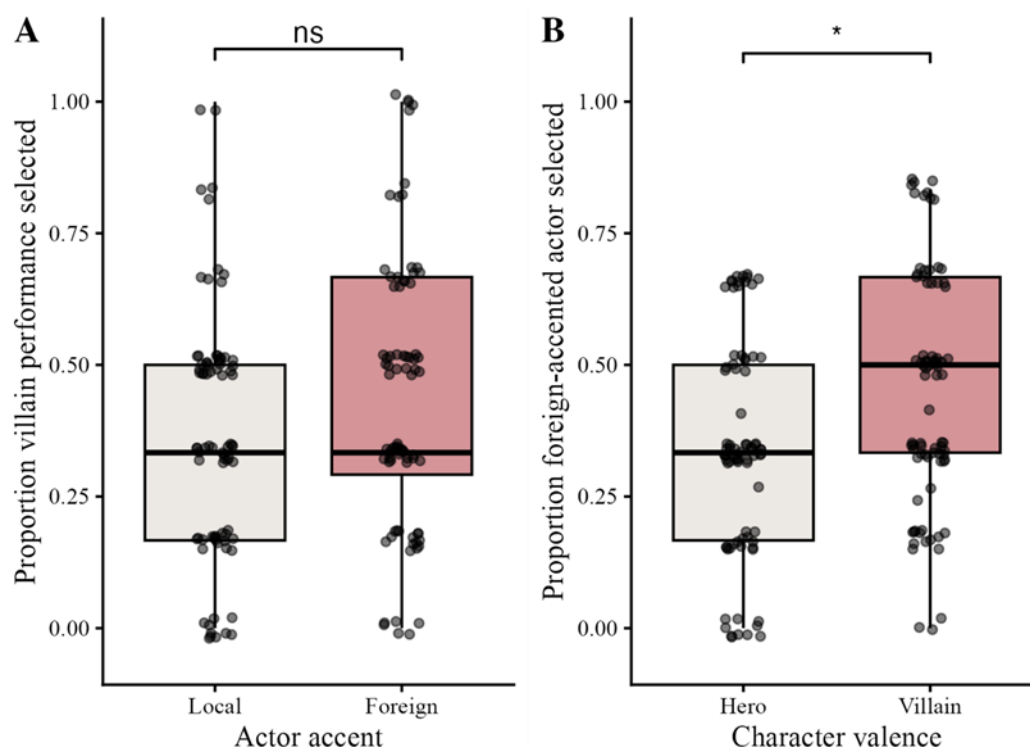 A
ns
Proportion villain performance selected
1.00
0.75
0.50
0.25
0.00
Local Foreign
Actor accent
B
*
Proportion foreign-accented actor selected
1.00
0.75
0.50
0.25
0.00
Hero Villain
Character valence